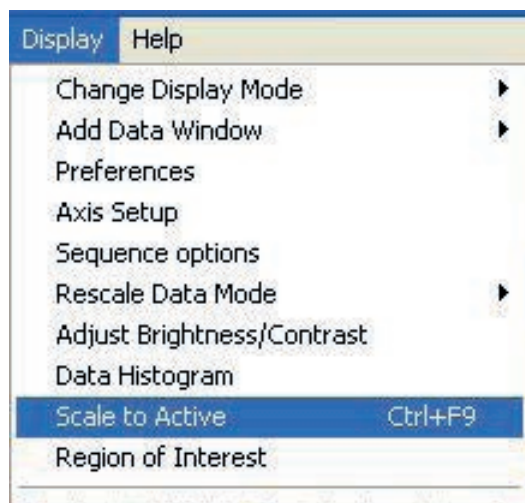 Display Help
Change Display Mode
Add Data Window
Preferences
Axis Setup
Sequence options
Rescale Data Mode
Adjust Brightness/Contrast
Data Histogram
Scale to Active Ctrl+F9
Region of Interest